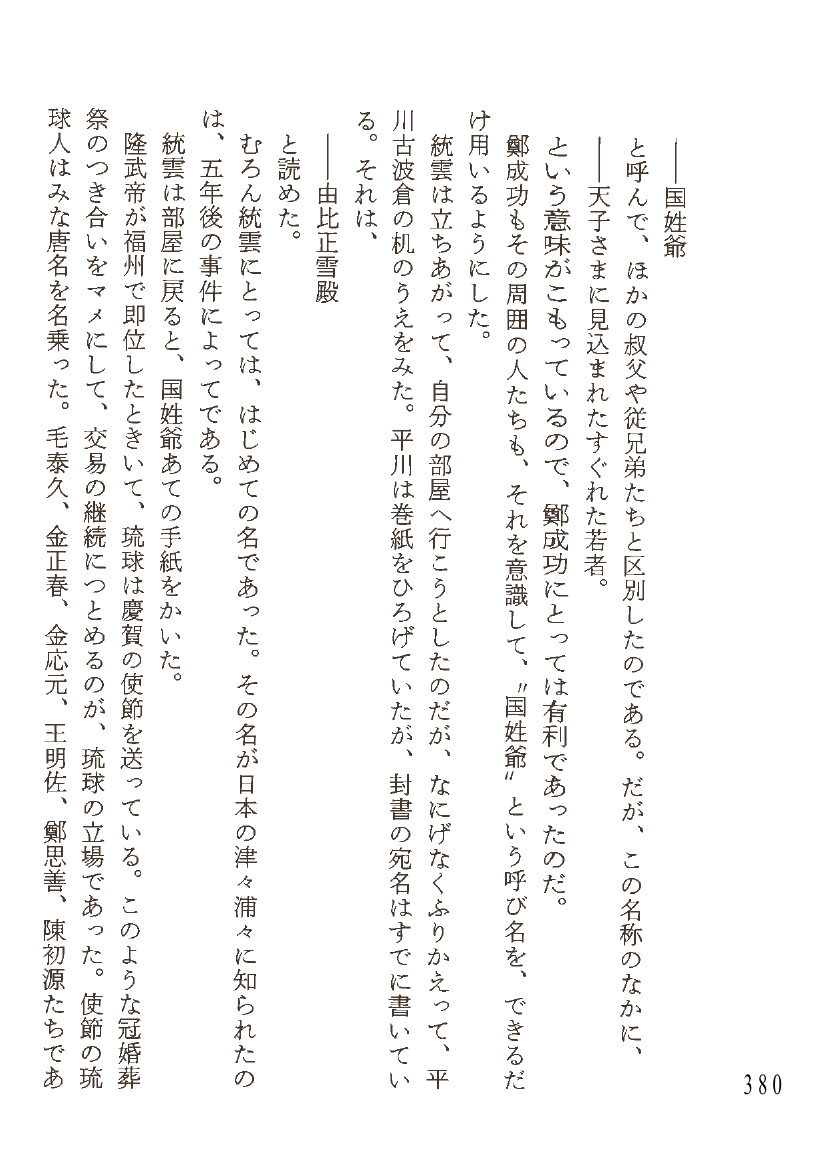 ――国姓爺
と呼んで、ほかの叔父や従兄弟たちと区別したのである。だが、この名称のなかに、
――天子さまに見込まれたすぐれた若者。
という意味がこもっているので、鄭成功にとっては有利であったのだ。
鄭成功もその周囲の人たちも、それを意識して、〝国姓爺〟という呼び名を、できるだ
け用いるようにした。
統雲は立ちあがって、自分の部屋へ行こうとしたのだが、なにげなくふりかえって、平
川古波倉の机のうえをみた。平川は巻紙をひろげていたが、封書の宛名はすでに書いてい
る。それは、
――由比正雪殿
と読めた。
むろん統雲にとっては、はじめての名であった。その名が日本の津々浦々に知られたの
は、五年後の事件によってである。
統雲は部屋に戻ると、国姓爺あての手紙をかいた。
隆武帝が福州で即位したときいて、琉球は慶賀の使節を送っている。このような冠婚葬
祭のつき合いをマメにして、交易の継続につとめるのが、琉球の立場であった。使節の琉
球人はみな唐名を名乗った。毛泰久、金正春、金応元、王明佐、鄭思善、陳初源たちであ
380